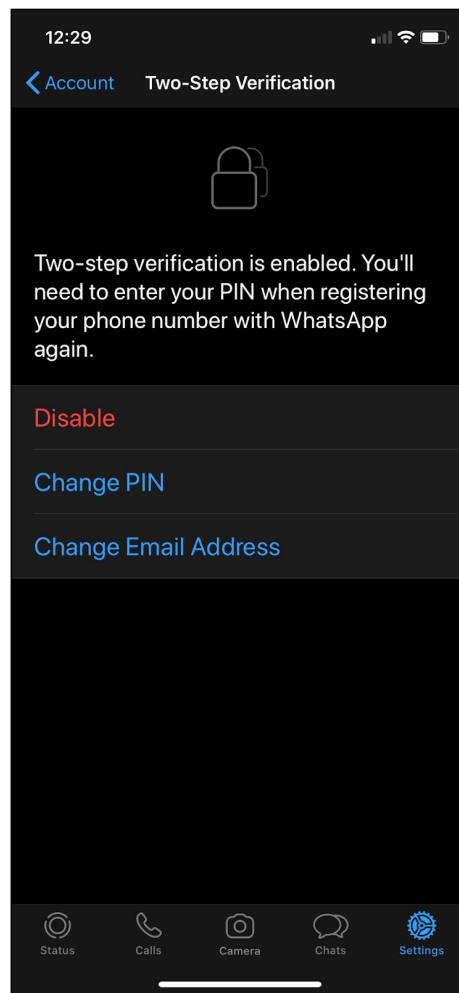 12:29
Account Two-Step Verification
Two-step verification is enabled. You'll
need to enter your PIN when registering
your phone number with WhatsApp
again.
Disable
Change PIN
Change Email Address
Status Calls Camera Chats Settings